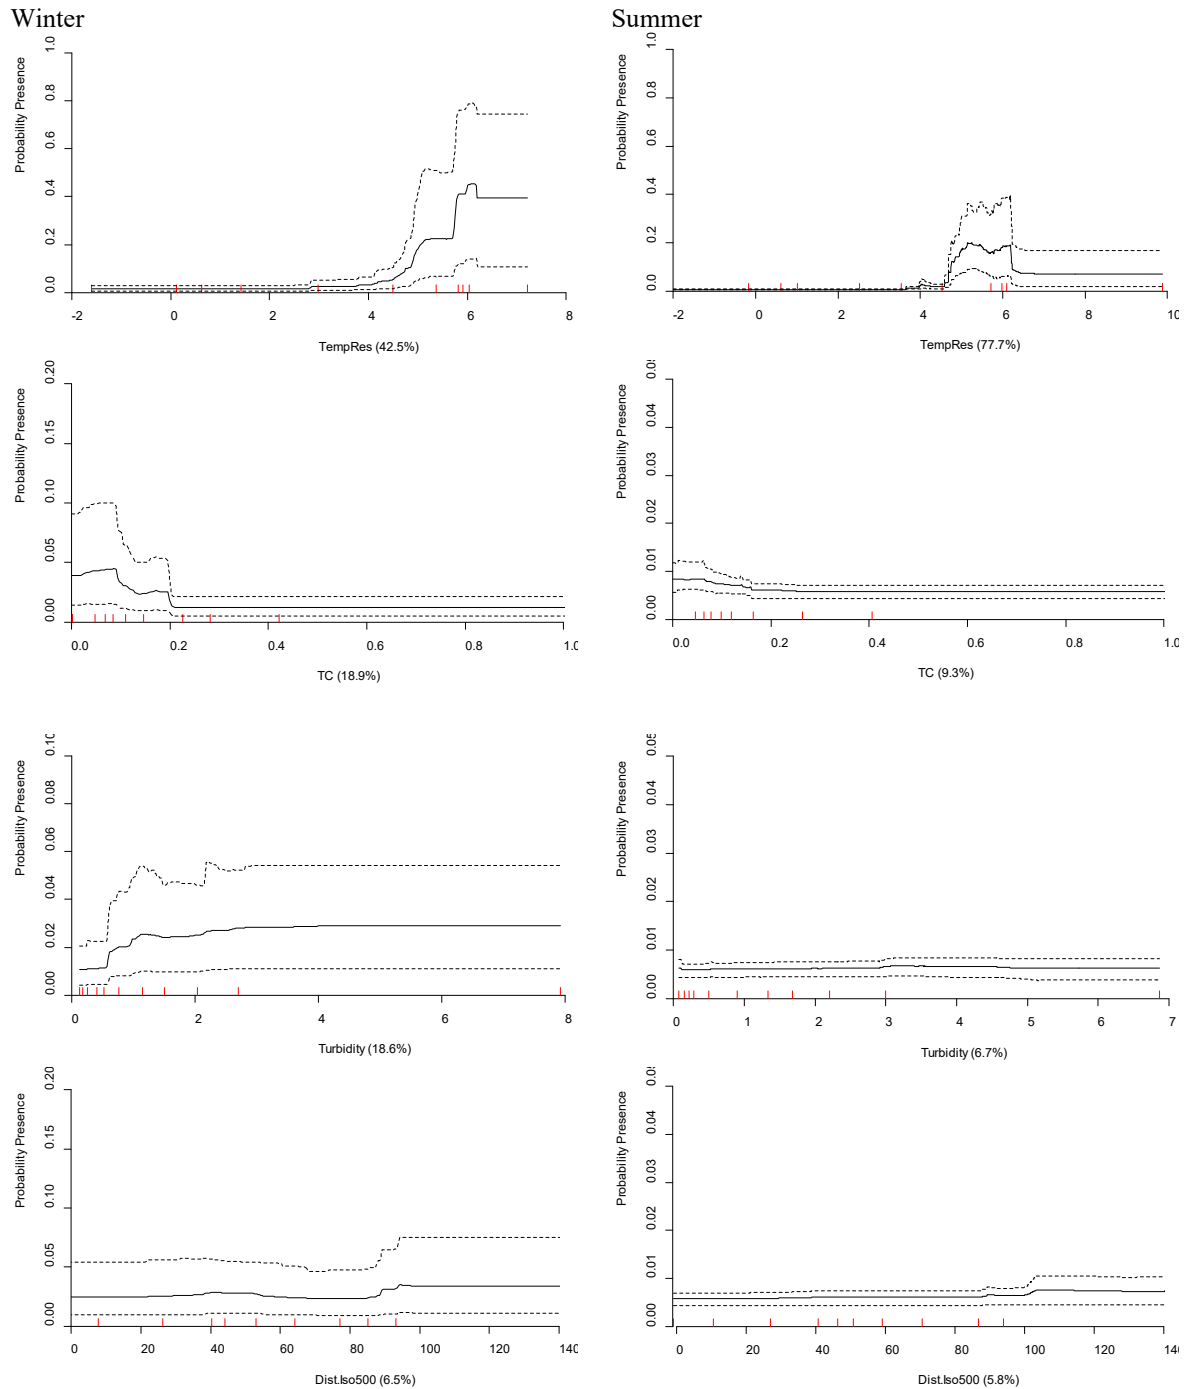 Winter
Summer
Probability Presence
0.0 0.2 0.4 0.6 0.8 1.0
-2 0 2 4 6 8
TempRes (42.5%)
Probability Presence
0.0 0.2 0.4 0.6 0.8 1.0
-2 0 2 4 6 8 10
TempRes (77.7%)
Probability Presence
0.00 0.05 0.10 0.15 0.20
0.0 0.2 0.4 0.6 0.8 1.0
TC (18.9%)
Probability Presence
0.00 0.01 0.02 0.03 0.04
0.0 0.2 0.4 0.6 0.8 1.0
TC (9.3%)
Probability Presence
0.00 0.02 0.04 0.06 0.08 0.10
0 2 4 6 8
Turbidity (18.6%)
Probability Presence
0.00 0.01 0.02 0.03 0.04 0.05
0 1 2 3 4 5 6 7
Turbidity (6.7%)
Probability Presence
0.00 0.05 0.10 0.15 0.20
0 20 40 60 80 100 120 140
Dist.Iso500 (6.5%)
Probability Presence
0.00 0.01 0.02 0.03 0.04
0 20 40 60 80 100 120 140
Dist.Iso500 (5.8%)